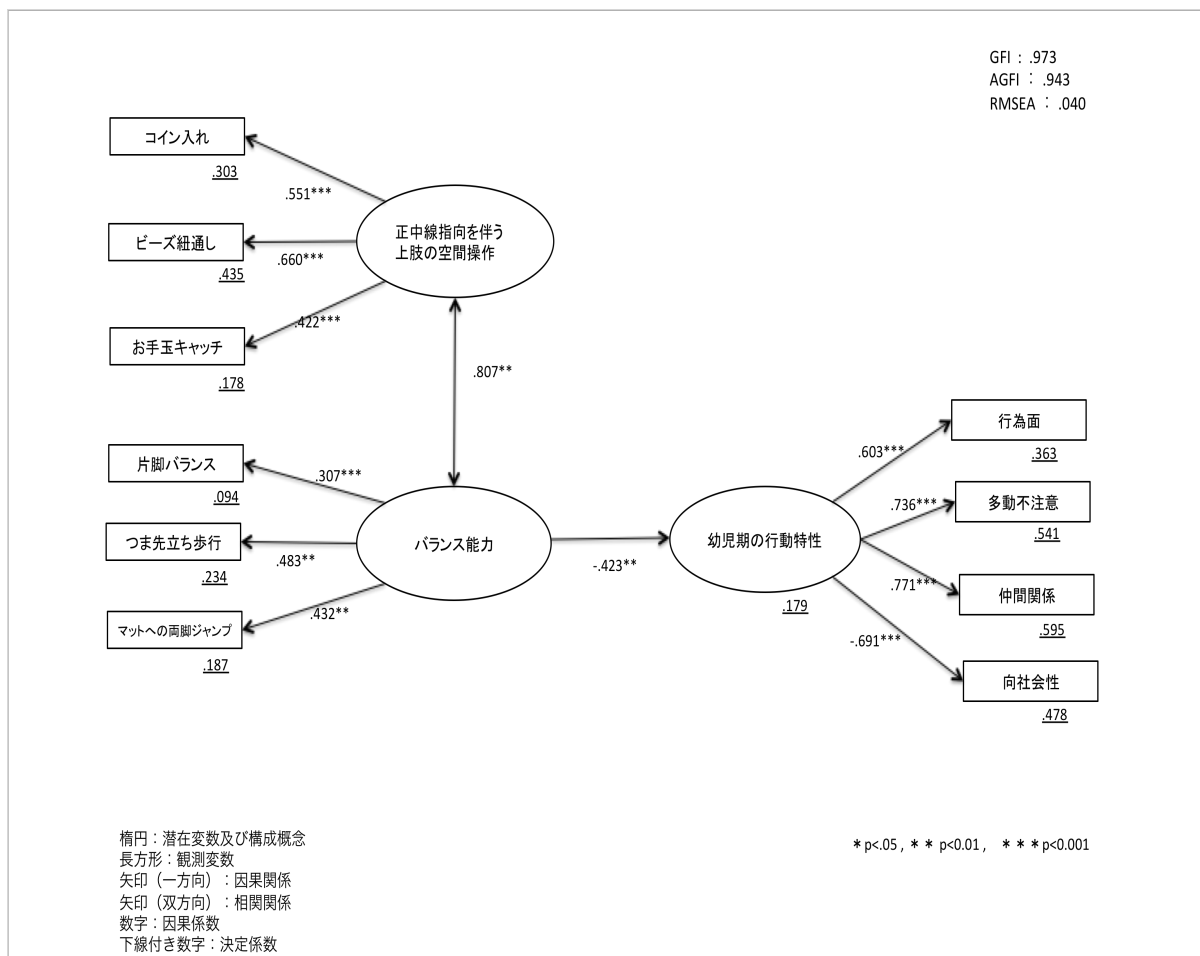 GFI : .973
AGFI : .943
RMSEA : .040
コイン入れ
.303
.551***
正中線指向を伴う
上肢の空間操作
ビーズ紐通し
.435
.660***
お手玉キャッチ
.178
.422***
.807**
片脚バランス
.094
.307***
つま先立ち歩行
.234
.483**
バランス能力
マットへの両脚ジャンプ
.187
.432**
-.423**
幼児期の行動特性
.179
行為面
.363
.603***
多動不注意
.541
.736***
仲間関係
.595
.771***
向社会性
.478
-.691***
楕円：潜在変数及び構成概念
長方形：観測変数
矢印（一方向）：因果関係
矢印（双方向）：相関関係
数字：因果係数
下線付き数字：決定係数
*p<.05 , ** p<0.01 , ***p<0.001